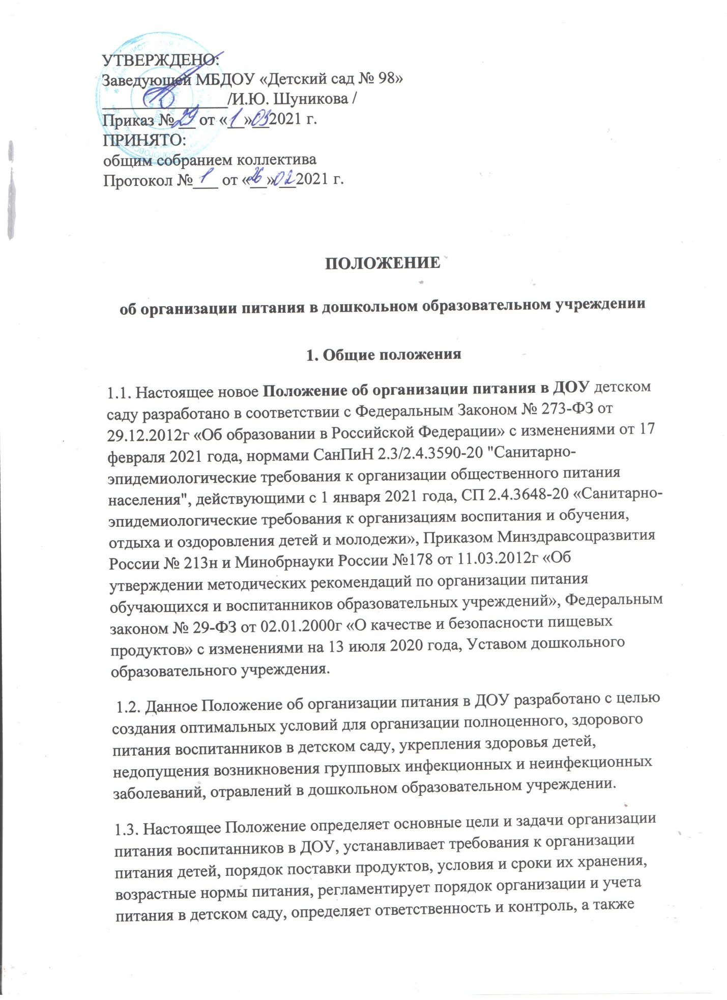 УТВЕРЖДЕНО:
Заведующей МБДОУ «Детский сад № 98»
_______________/И.Ю. Шуникова /
Приказ № 29 от «1» 03 2021 г.
ПРИНЯТО:
общим собранием коллектива
Протокол № 1 от «26» 02 2021 г.
ПОЛОЖЕНИЕ
об организации питания в дошкольном образовательном учреждении
1. Общие положения
1.1. Настоящее новое Положение об организации питания в ДОУ детском
саду разработано в соответствии с Федеральным Законом № 273-ФЗ от
29.12.2012г «Об образовании в Российской Федерации» с изменениями от 17
февраля 2021 года, нормами СанПиН 2.3/2.4.3590-20 "Санитарно-
эпидемиологические требования к организации общественного питания
населения", действующими с 1 января 2021 года, СП 2.4.3648-20 «Санитарно-
эпидемиологические требования к организациям воспитания и обучения,
отдыха и оздоровления детей и молодежи», Приказом Минздравсоцразвития
России № 213н и Минобрнауки России №178 от 11.03.2012г «Об
утверждении методических рекомендаций по организации питания
обучающихся и воспитанников образовательных учреждений», Федеральным
законом № 29-ФЗ от 02.01.2000г «О качестве и безопасности пищевых
продуктов» с изменениями на 13 июля 2020 года, Уставом дошкольного
образовательного учреждения.
1.2. Данное Положение об организации питания в ДОУ разработано с целью
создания оптимальных условий для организации полноценного, здорового
питания воспитанников в детском саду, укрепления здоровья детей,
недопущения возникновения групповых инфекционных и неинфекционных
заболеваний, отравлений в дошкольном образовательном учреждении.
1.3. Настоящее Положение определяет основные цели и задачи организации
питания воспитанников в ДОУ, устанавливает требования к организации
питания детей, порядок поставки продуктов, условия и сроки их хранения,
возрастные нормы питания, регламентирует порядок организации и учета
питания в детском саду, определяет ответственность и контроль, а также